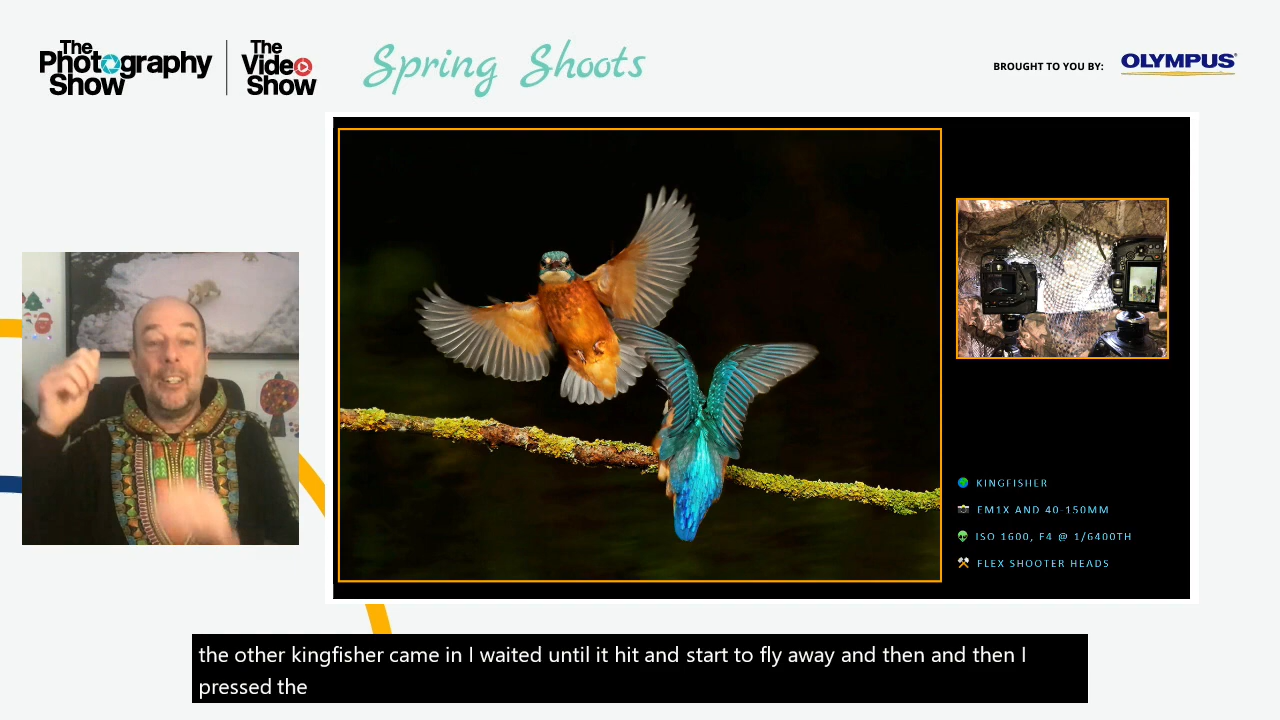 The
Photography
Show
The
Video
Show
Spring Shoots
BROUGHT TO YOU BY:
OLYMPUS
KINGFISHER
EM1X AND 40-150MM
ISO 1600, F4 @ 1/6400TH
FLEX SHOOTER HEADS
the other kingfisher came in I waited until it hit and start to fly away and then and then I
pressed the